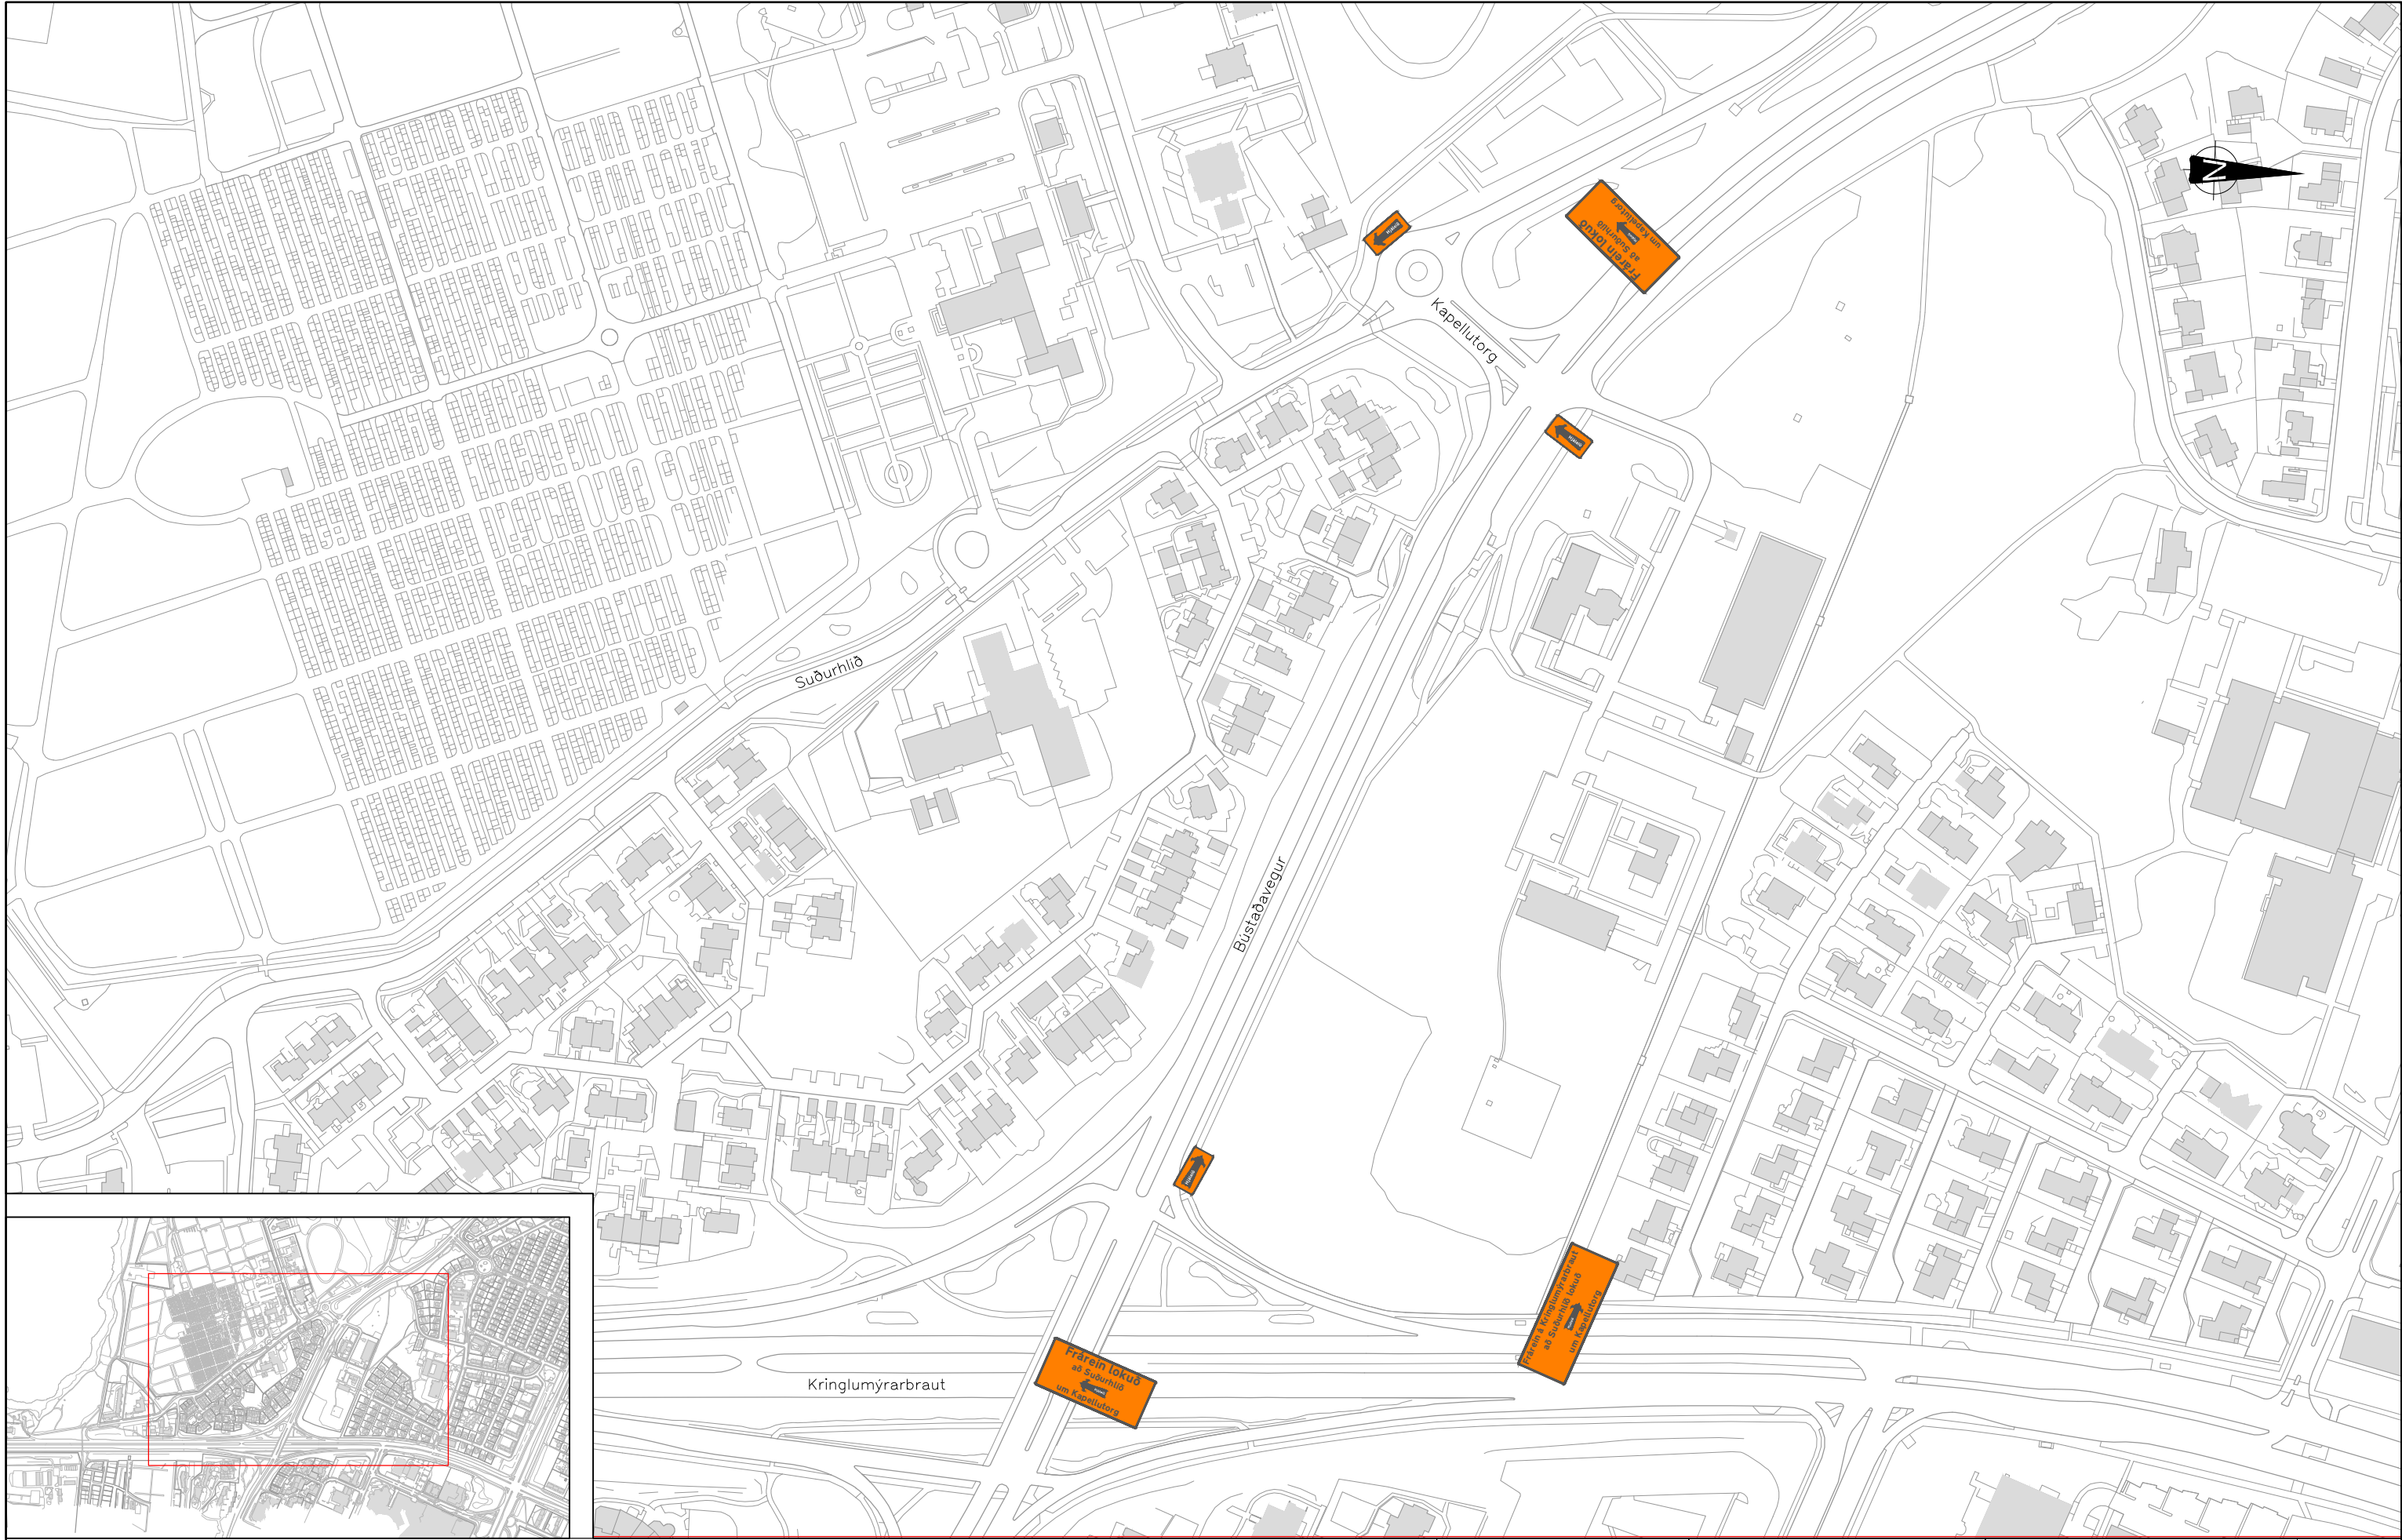 Frárein lokuð
að Suðurhlíð
um Kapellutorg
N
Kapellutorg
Suðurhlíð
Bústaðavegur
Frárein á Kringlumýrarbraut
að Suðurhlíð lokuð
um Kapellutorg
Frárein lokuð
að Suðurhlíð
um Kapellutorg
Kringlumýrarbraut